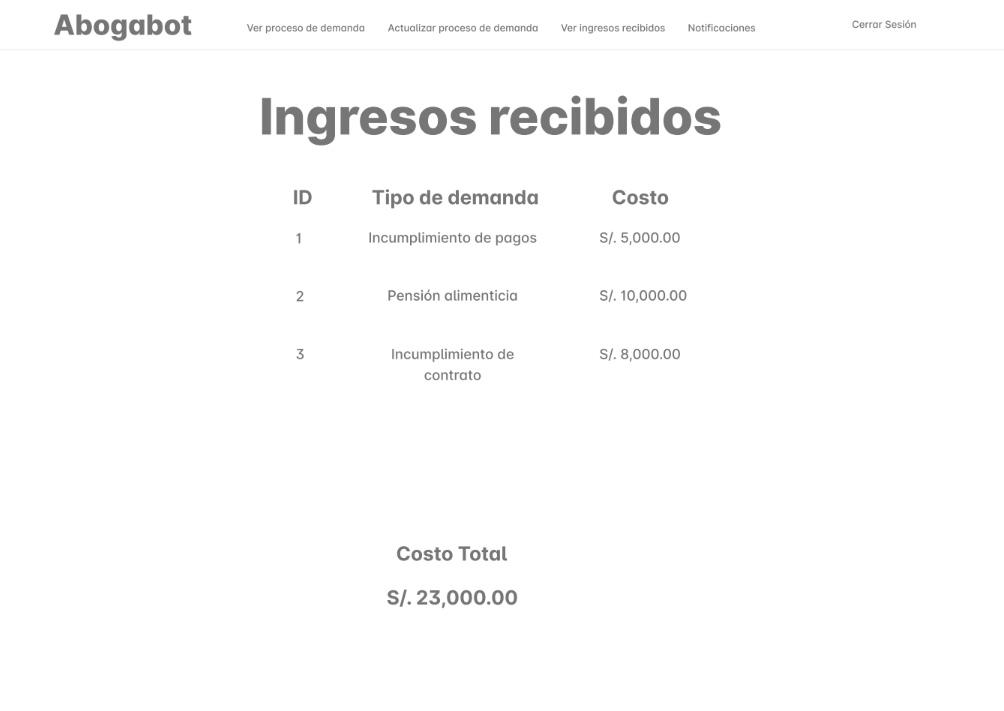 Abogabot
Ver proceso de demanda Actualizar proceso de demanda Ver ingresos recibidos Notificaciones Cerrar Sesión
Ingresos recibidos
ID Tipo de demanda Costo
1 Incumplimiento de pagos S/. 5,000.00
2 Pensión alimenticia S/. 10,000.00
3 Incumplimiento de S/. 8,000.00
contrato
Costo Total
S/. 23,000.00